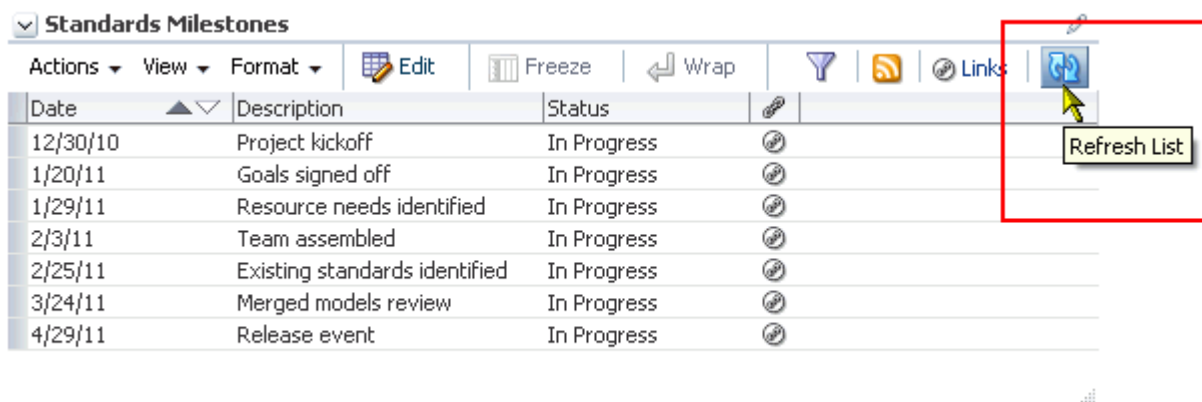 Standards Milestones
Actions View Format Edit Freeze Wrap Links
Date Description Status
12/30/10 Project kickoff In Progress
Refresh List
1/20/11 Goals signed off In Progress
1/29/11 Resource needs identified In Progress
2/3/11 Team assembled In Progress
2/25/11 Existing standards identified In Progress
3/24/11 Merged models review In Progress
4/29/11 Release event In Progress